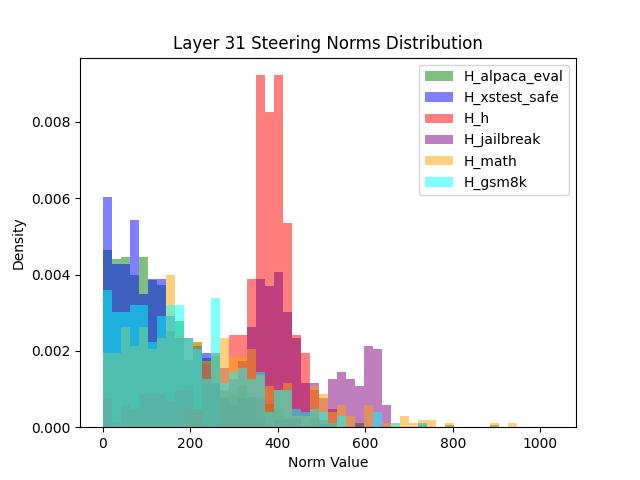 Layer 31 Steering Norms Distribution
H_alpaca_eval
H_xstest_safe
H_h
H_jailbreak
H_math
H_gsm8k
Density
0.008
0.006
0.004
0.002
0.000
0
200
400
600
800
1000
Norm Value